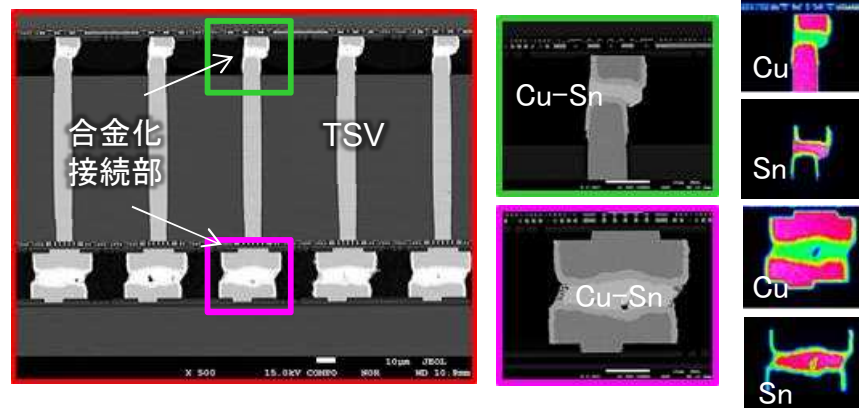 合金化
接続部
TSV
X 500
15.0kV COMPO
NOR
10μm JEOL
WD 10.9mm
Cu-Sn
Cu-Sn
Cu
Sn
Cu
Sn